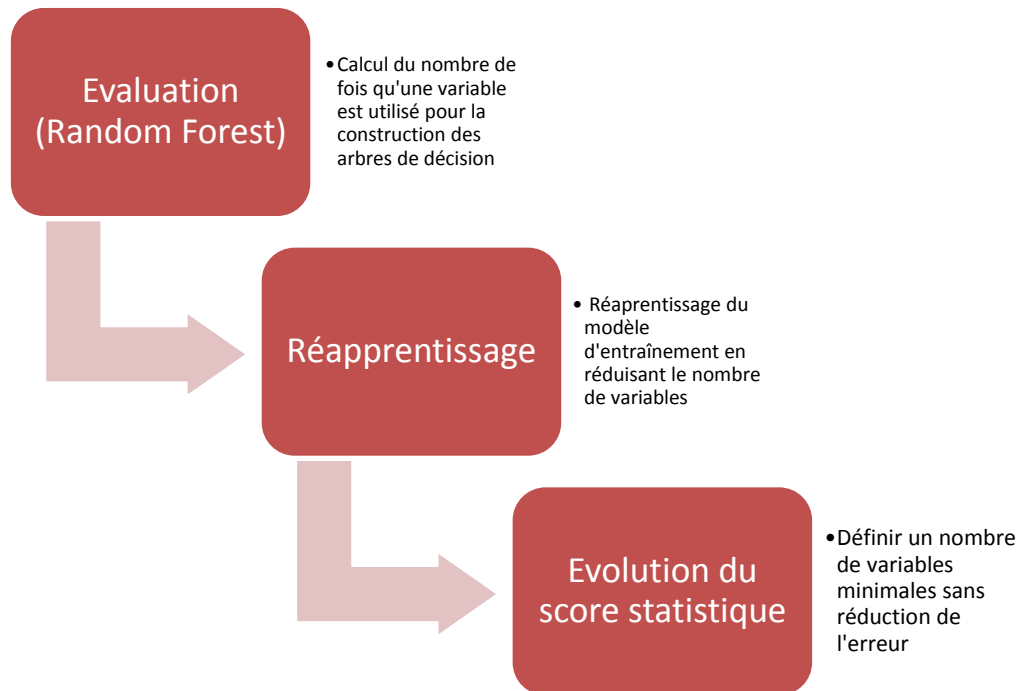 Evaluation
(Random Forest)
•Calcul du nombre de
fois qu'une variable
est utilisé pour la
construction des
arbres de décision
Réapprentissage
• Réaprentissage du
modèle
d'entraînement en
réduisant le nombre
de variables
Evolution du
score statistique
•Définir un nombre
de variables
minimales sans
réduction de
l'erreur